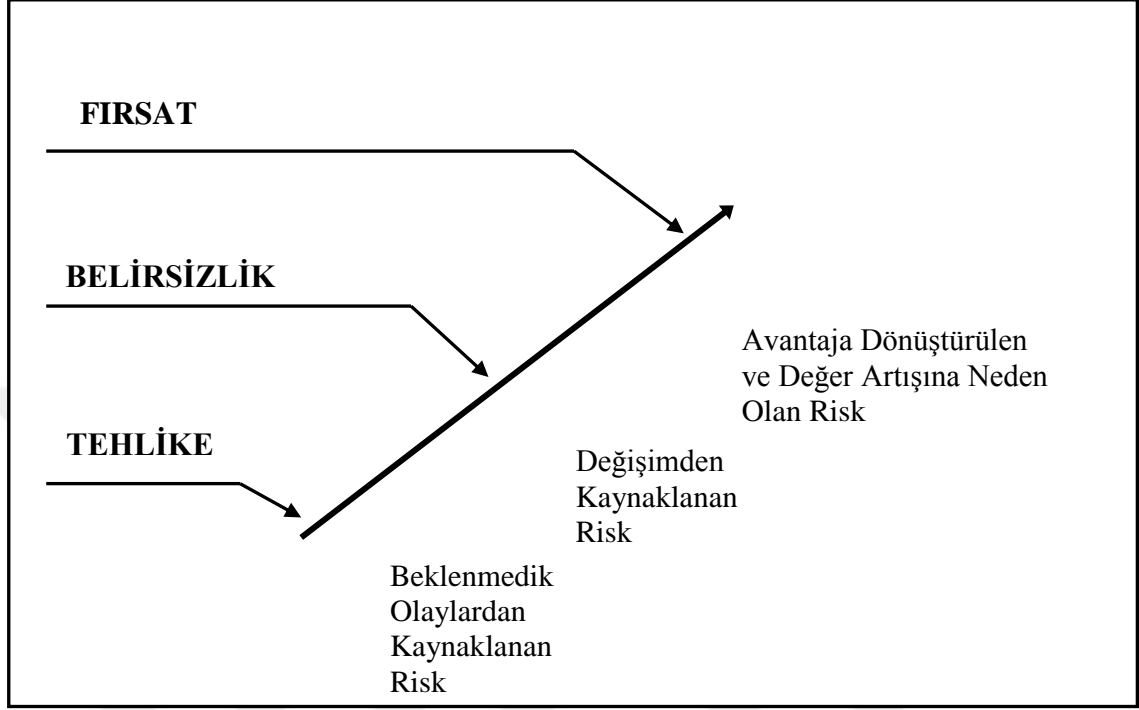 FIRSAT
BELİRSİZLİK
TEHLİKE
Avantaja Dönüştürülen
ve Değer Artışına Neden
Olan Risk
Değişimden
Kaynaklanan
Risk
Beklenmedik
Olaylardan
Kaynaklanan
Risk